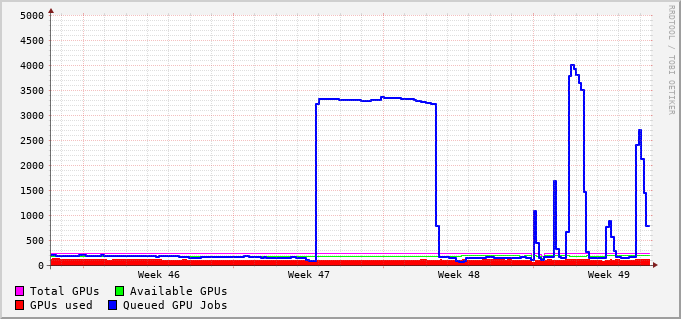 5000
4500
4000
3500
3000
2500
2000
1500
1000
500
0
Week 46 Week 47 Week 48 Week 49
Total GPUs Available GPUs
GPUs used Queued GPU Jobs
RRDTOOL / TOBI OETIKER